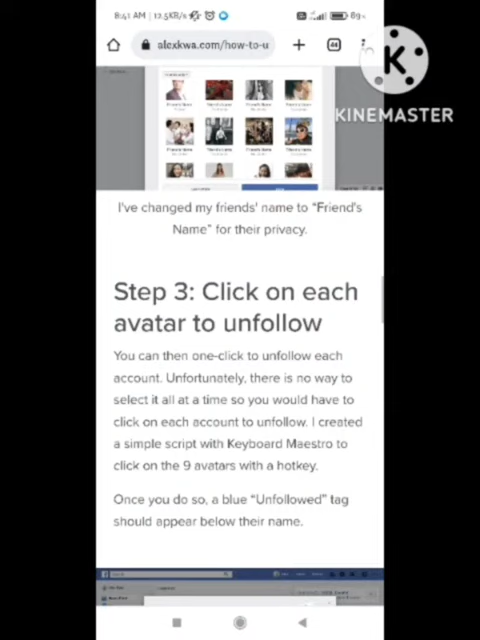 8:41 AM | 12.5KB/s
89
alexkwa.com/how-to-u
44
K
KINEMASTER
I've changed my friends' name to "Friend's
Name" for their privacy.
Step 3: Click on each
avatar to unfollow
You can then one-click to unfollow each
account. Unfortunately, there is no way to
select it all at a time so you would have to
click on each account to unfollow. I created
a simple script with Keyboard Maestro to
click on the 9 avatars with a hotkey.
Once you do so, a blue "Unfollowed" tag
should appear below their name.